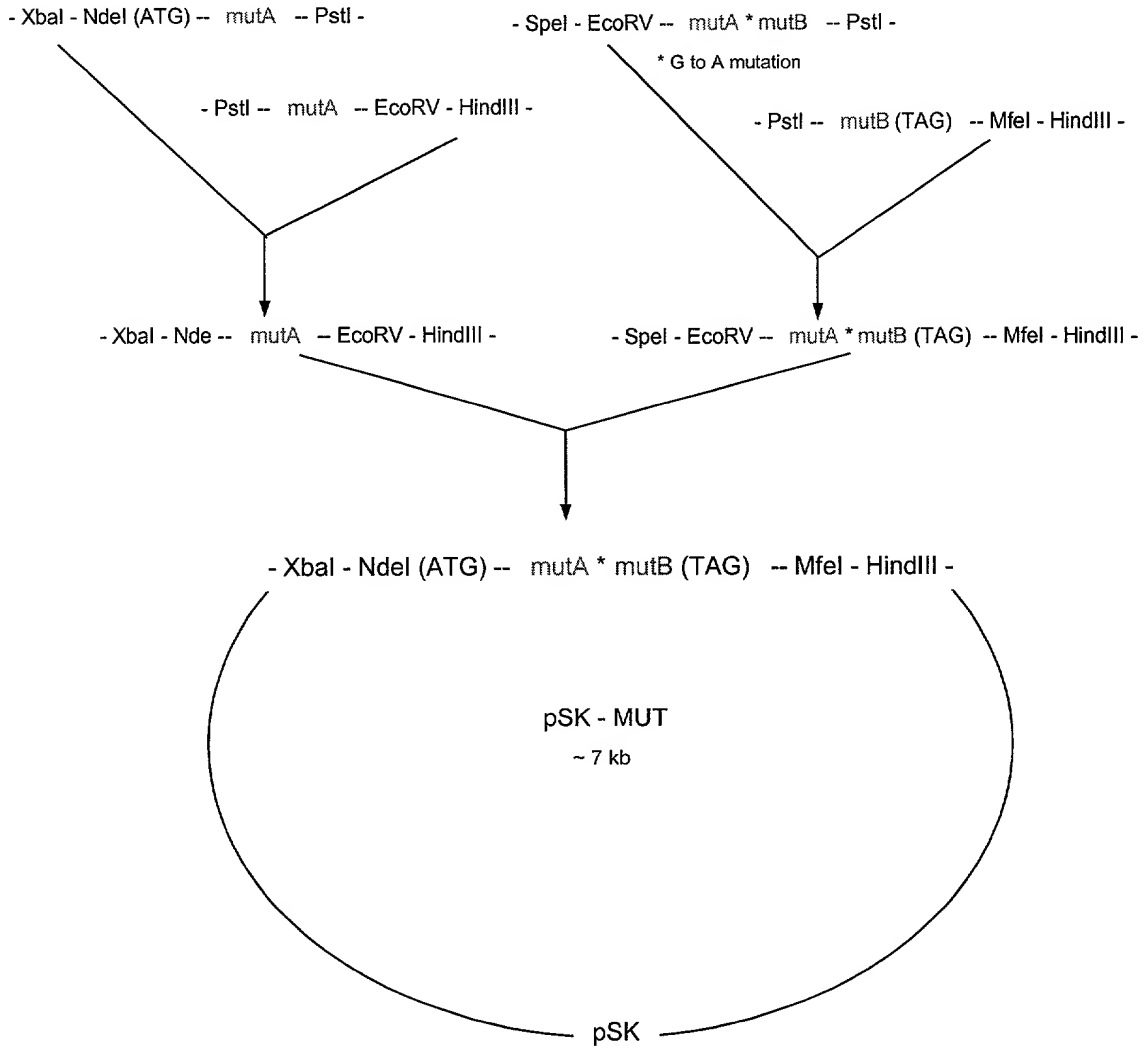 - XbaI - NdeI (ATG) -- mutA -- PstI -
- SpeI - EcoRV -- mutA * mutB -- PstI -
* G to A mutation
- PstI -- mutA -- EcoRV - HindIII -
- PstI -- mutB (TAG) -- MfeI - HindIII -
- XbaI - Nde -- mutA -- EcoRV - HindIII -
- SpeI - EcoRV -- mutA * mutB (TAG) -- MfeI - HindIII -
- XbaI - NdeI (ATG) -- mutA * mutB (TAG) -- MfeI - HindIII -
pSK - MUT
~ 7 kb
pSK